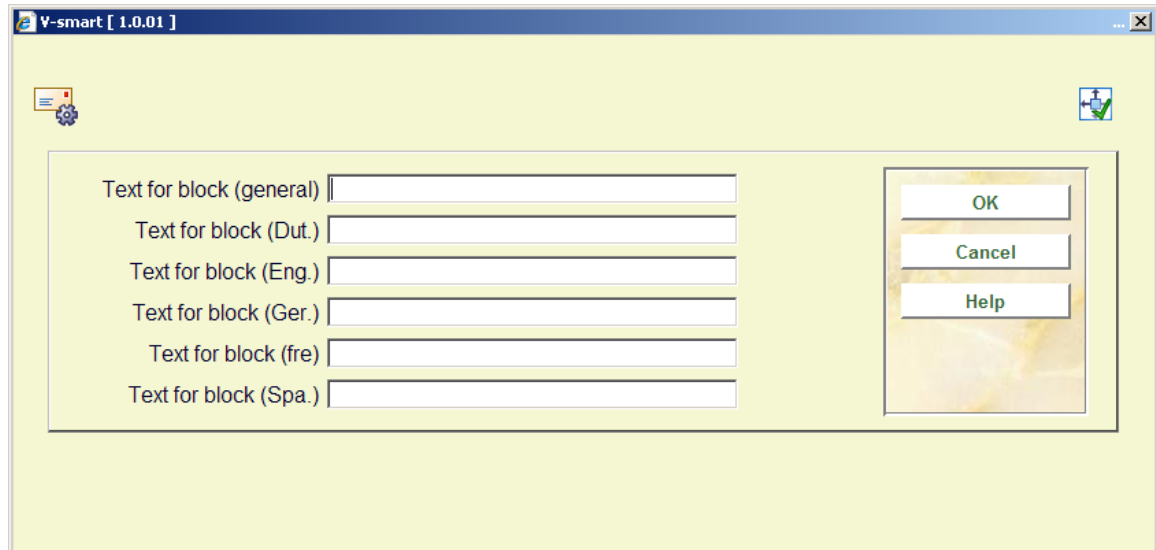 V-smart [ 1.0.01 ]
...
Text for block (general)
Text for block (Dut.)
Text for block (Eng.)
Text for block (Ger.)
Text for block (fre)
Text for block (Spa.)
OK
Cancel
Help